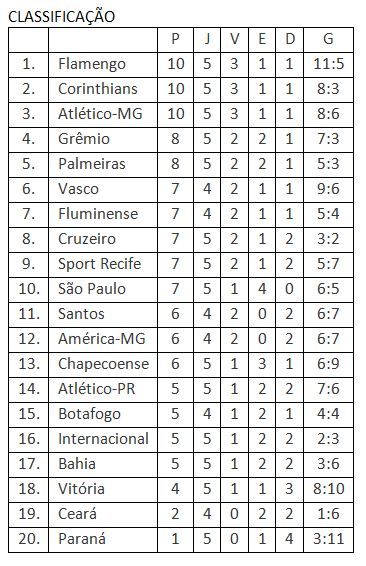 CLASSIFICAÇÃO
P J V E D G
1. Flamengo 10 5 3 1 1 11:5
2. Corinthians 10 5 3 1 1 8:3
3. Atlético-MG 10 5 3 1 1 8:6
4. Grêmio 8 5 2 2 1 7:3
5. Palmeiras 8 5 2 2 1 5:3
6. Vasco 7 4 2 1 1 9:6
7. Fluminense 7 4 2 1 1 5:4
8. Cruzeiro 7 5 2 1 2 3:2
9. Sport Recife 7 5 2 1 2 5:7
10. São Paulo 7 5 1 4 0 6:5
11. Santos 6 4 2 0 2 6:7
12. América-MG 6 4 2 0 2 6:7
13. Chapecoense 6 5 1 3 1 6:9
14. Atlético-PR 5 5 1 2 2 7:6
15. Botafogo 5 4 1 2 1 4:4
16. Internacional 5 5 1 2 2 2:3
17. Bahia 5 5 1 2 2 3:6
18. Vitória 4 5 1 1 3 8:10
19. Ceará 2 4 0 2 2 1:6
20. Paraná 1 5 0 1 4 3:11